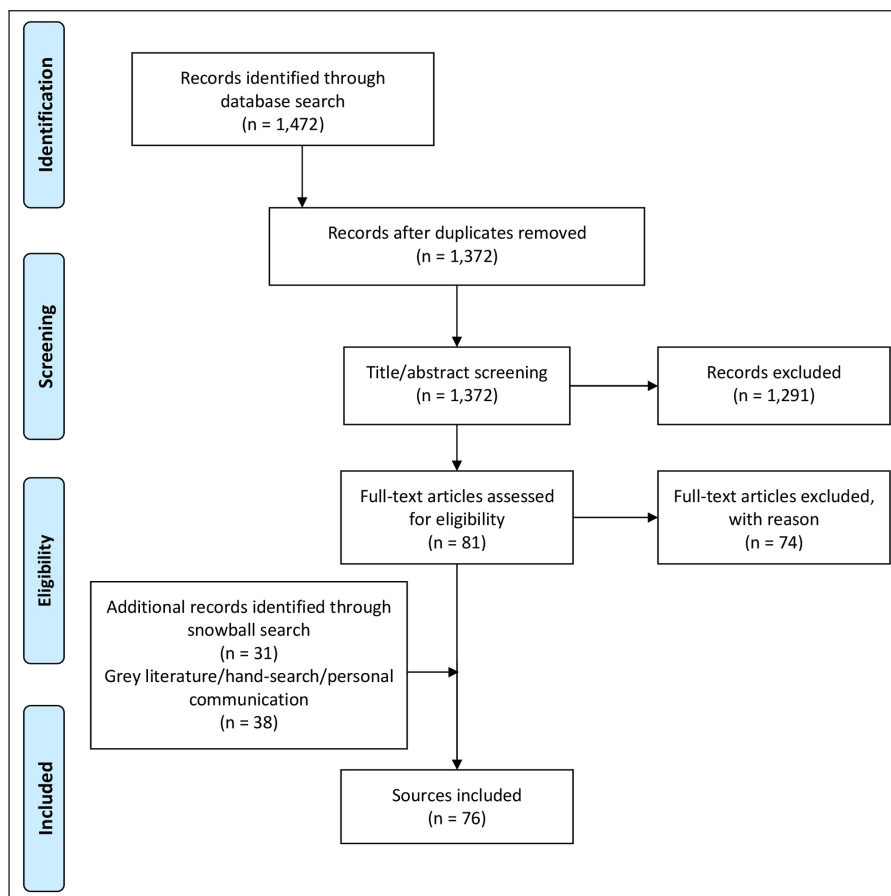 Identification
Records identified through
database search
(n = 1,472)
Records after duplicates removed
(n = 1,372)
Screening
Title/abstract screening
(n = 1,372)
Records excluded
(n = 1,291)
Eligibility
Full-text articles assessed
for eligibility
(n = 81)
Full-text articles excluded,
with reason
(n = 74)
Additional records identified through
snowball search
(n = 31)
Grey literature/hand-search/personal
communication
(n = 38)
Included
Sources included
(n = 76)